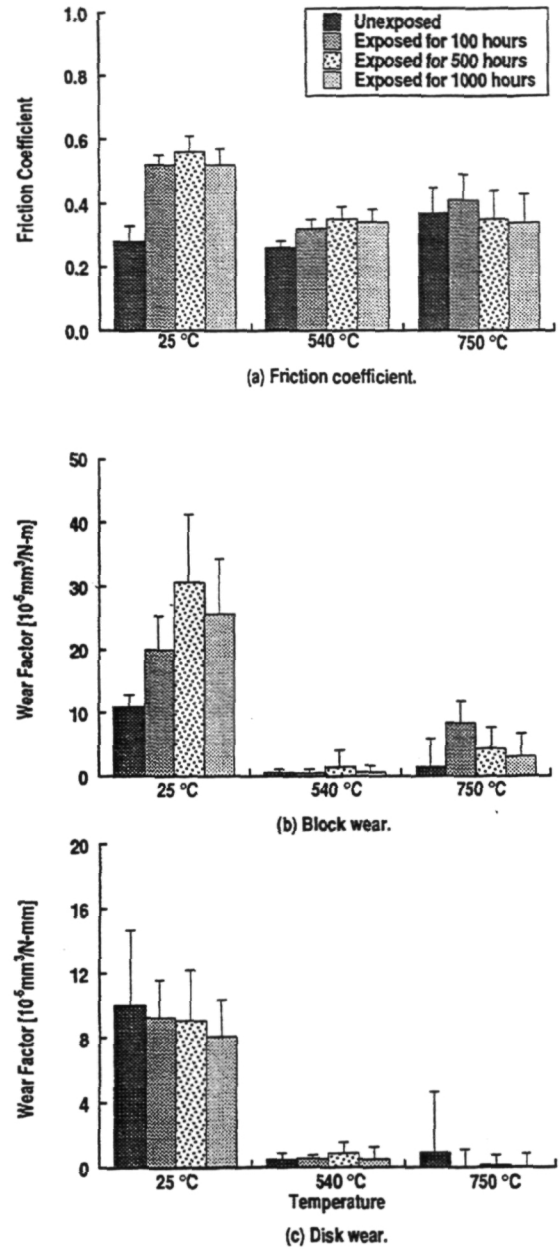 Unexposed
Exposed for 100 hours
Exposed for 500 hours
Exposed for 1000 hours
1.0
0.8
0.6
0.4
0.2
0.0
Friction Coefficient
25 °C 540 °C 750 °C
(a) Friction coefficient.
50
40
30
20
10
0
Wear Factor [10⁻⁵mm³/N-m]
25 °C 540 °C 750 °C
(b) Block wear.
20
16
12
8
4
0
Wear Factor [10⁻⁵mm³/N-mm]
25 °C 540 °C 750 °C
Temperature
(c) Disk wear.